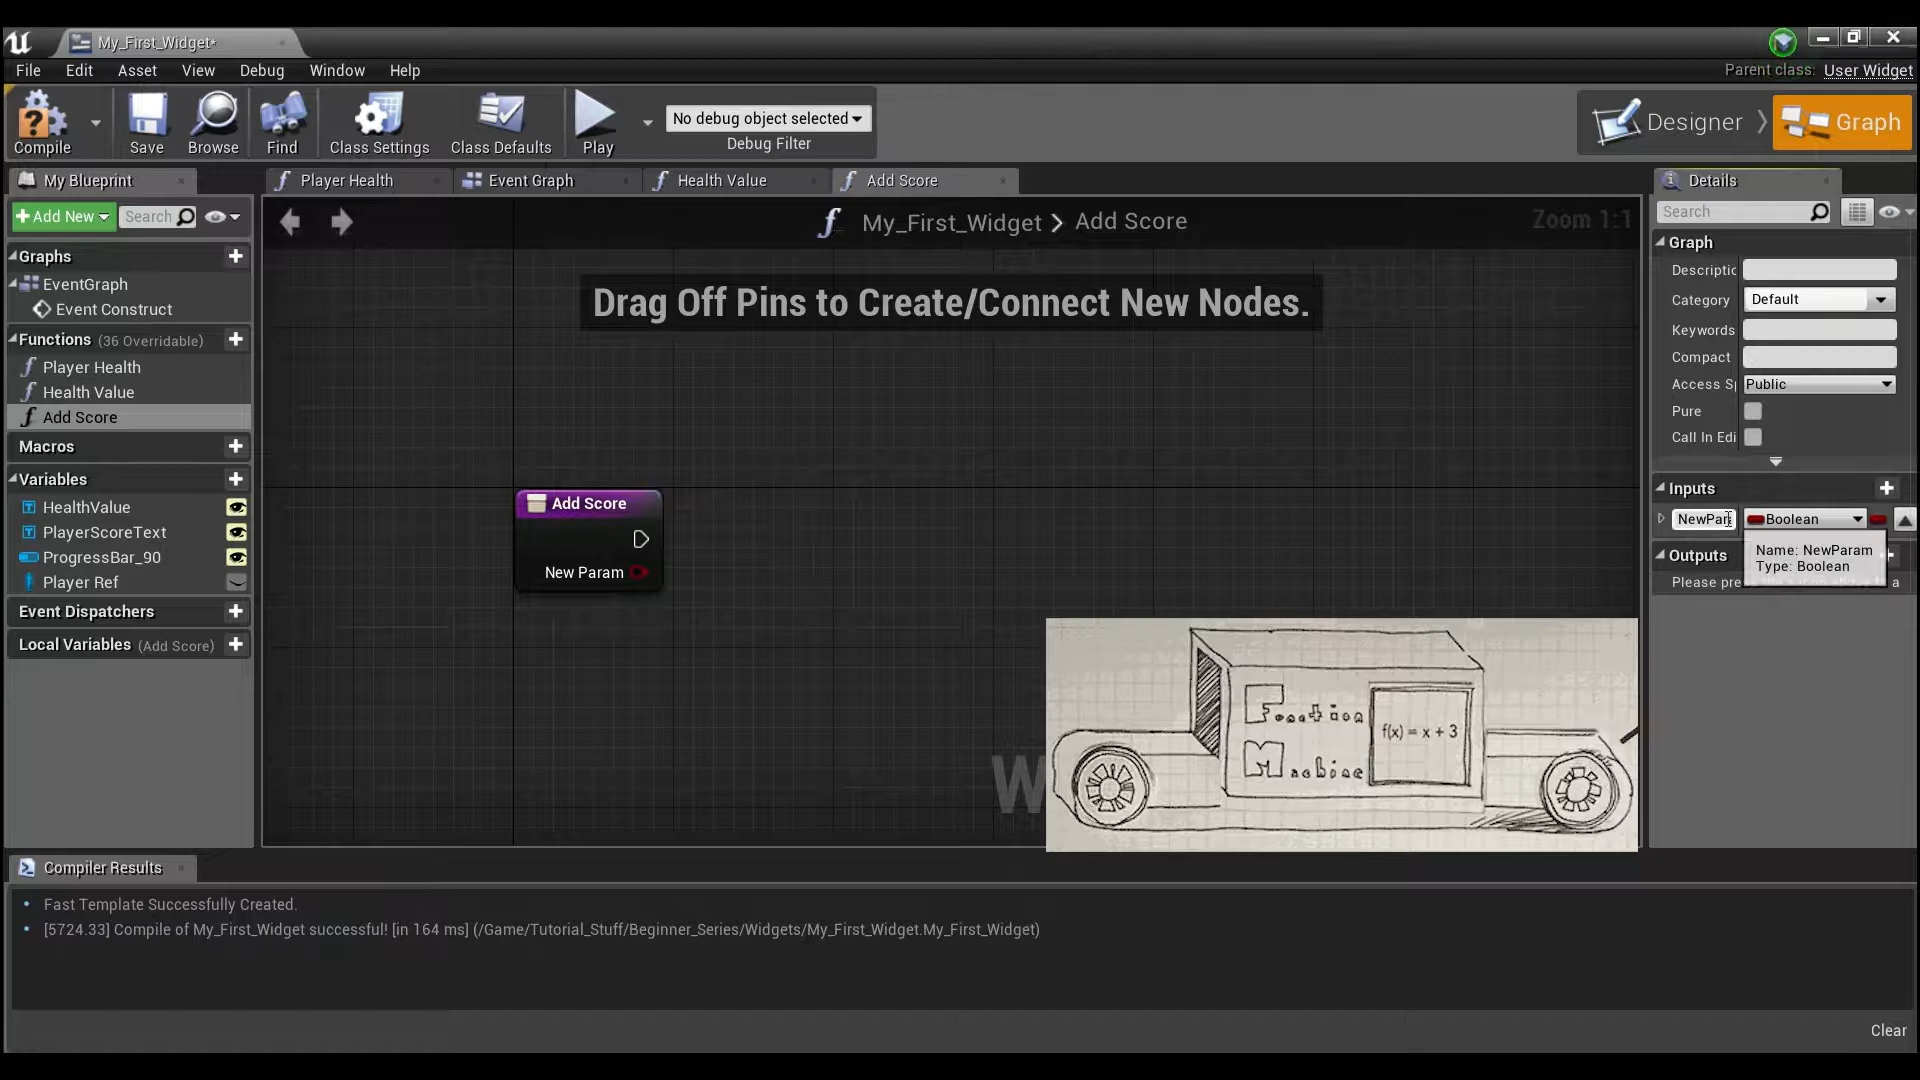 My_First_Widget*
File Edit Asset View Debug Window Help
Parent class: User Widget
Compile Save Browse Find Class Settings Class Defaults Play
No debug object selected
Debug Filter
Designer Graph
My Blueprint
Player Health
Event Graph
Health Value
Add Score
Details
Add New
Search
My_First_Widget > Add Score
Zoom 1:1
Search
Graphs
EventGraph
Event Construct
Functions (36 Overridable)
Player Health
Health Value
Add Score
Macros
Variables
HealthValue
PlayerScoreText
ProgressBar_90
Player Ref
Event Dispatchers
Local Variables (Add Score)
Drag Off Pins to Create/Connect New Nodes.
Add Score
New Param
Function
Machine
f(x) = x + 3
W
Graph
Descriptic
Category Default
Keywords
Compact
Access S Public
Pure
Call In Edi
Inputs
NewPar Boolean
Name: NewParam
Type: Boolean
Outputs
Please pre
a
Compiler Results
Fast Template Successfully Created.
[5724.33] Compile of My_First_Widget successful! [in 164 ms] (/Game/Tutorial_Stuff/Beginner_Series/Widgets/My_First_Widget.My_First_Widget)
Clear